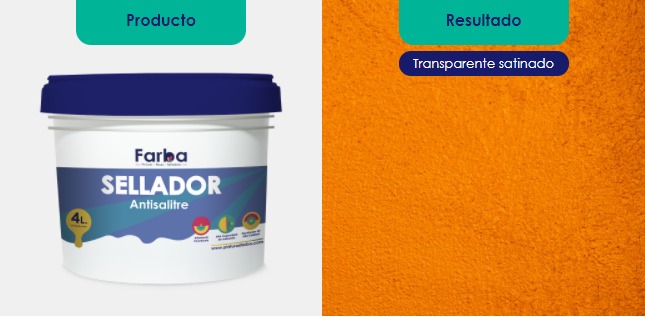 Producto
Resultado
Transparente satinado
Farba
SELLADOR
Antisalitre
4L